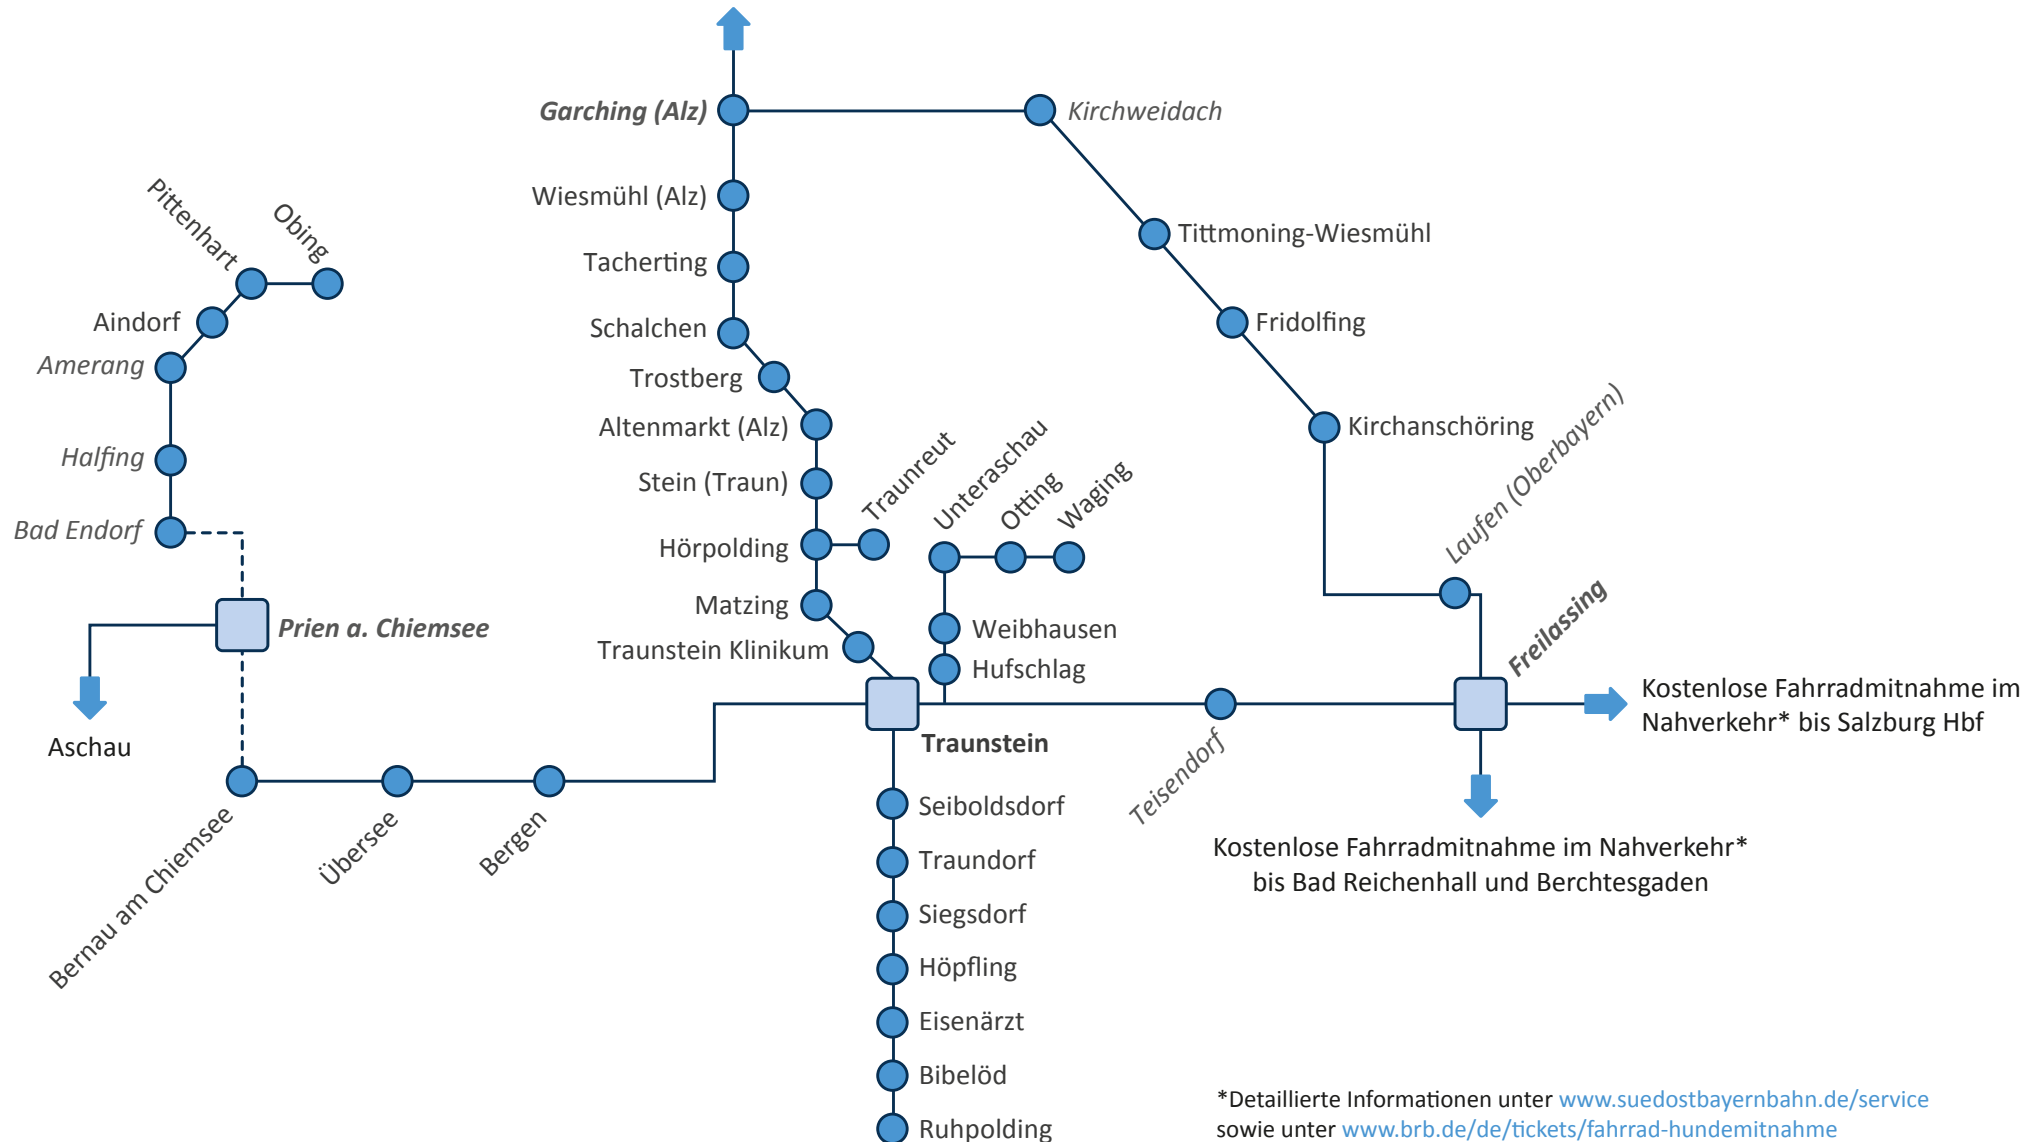 Garching (Alz)
Kirchweidach
Wiesmühl (Alz)
Pittenhart
Obing
Tittmoning-Wiesmühl
Tacherting
Aindorf
Schalchen
Fridolfing
Amerang
Trostberg
Altenmarkt (Alz)
Kirchanschöring
Halfing
Stein (Traun)
Traunreut
Unteraschau
Otting
Waging
Laufen (Oberbayern)
Bad Endorf
Hörpolding
Matzing
Prien a. Chiemsee
Weibhausen
Traunstein Klinikum
Hufschlag
Freilassing
Kostenlose Fahrradmitnahme im
Nahverkehr* bis Salzburg Hbf
Aschau
Traunstein
Teisendorf
Bernau am Chiemsee
Übersee
Bergen
Seiboldsdorf
Traundorf
Siegsdorf
Höpfling
Eisenärzt
Bibelöd
Ruhpolding
Kostenlose Fahrradmitnahme im Nahverkehr*
bis Bad Reichenhall und Berchtesgaden
*Detaillierte Informationen unter www.suedostbayernbahn.de/service
sowie unter www.brb.de/de/tickets/fahrrad-hundemitnahme